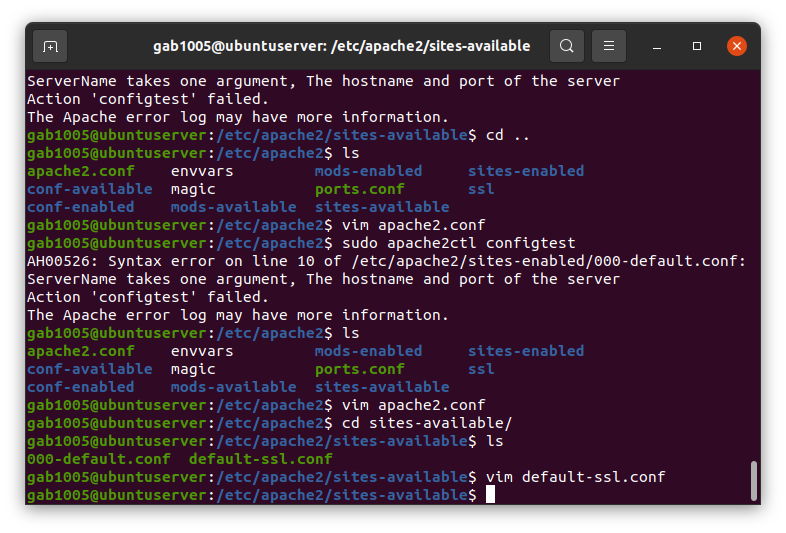 gab1005@ubuntuserver: /etc/apache2/sites-available
ServerName takes one argument, The hostname and port of the server
Action 'configtest' failed.
The Apache error log may have more information.
gab1005@ubuntuserver:/etc/apache2/sites-available$ cd ..
gab1005@ubuntuserver:/etc/apache2$ ls
apache2.conf    envvars         mods-enabled     sites-enabled
conf-available  magic           ports.conf       ssl
conf-enabled    mods-available  sites-available
gab1005@ubuntuserver:/etc/apache2$ vim apache2.conf
gab1005@ubuntuserver:/etc/apache2$ sudo apache2ctl configtest
AH00526: Syntax error on line 10 of /etc/apache2/sites-enabled/000-default.conf:
ServerName takes one argument, The hostname and port of the server
Action 'configtest' failed.
The Apache error log may have more information.
gab1005@ubuntuserver:/etc/apache2$ ls
apache2.conf    envvars         mods-enabled     sites-enabled
conf-available  magic           ports.conf       ssl
conf-enabled    mods-available  sites-available
gab1005@ubuntuserver:/etc/apache2$ vim apache2.conf
gab1005@ubuntuserver:/etc/apache2$ cd sites-available/
gab1005@ubuntuserver:/etc/apache2/sites-available$ ls
000-default.conf  default-ssl.conf
gab1005@ubuntuserver:/etc/apache2/sites-available$ vim default-ssl.conf
gab1005@ubuntuserver:/etc/apache2/sites-available$